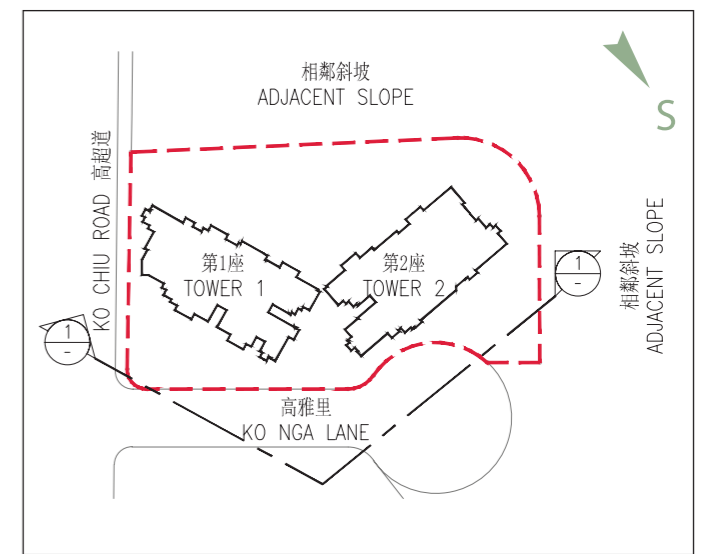 相鄰斜坡
ADJACENT SLOPE
S
KO CHIU ROAD 高超道
第1座
TOWER 1
第2座
TOWER 2
1
-
相鄰斜坡
ADJACENT SLOPE
1
-
高雅里
KO NGA LANE